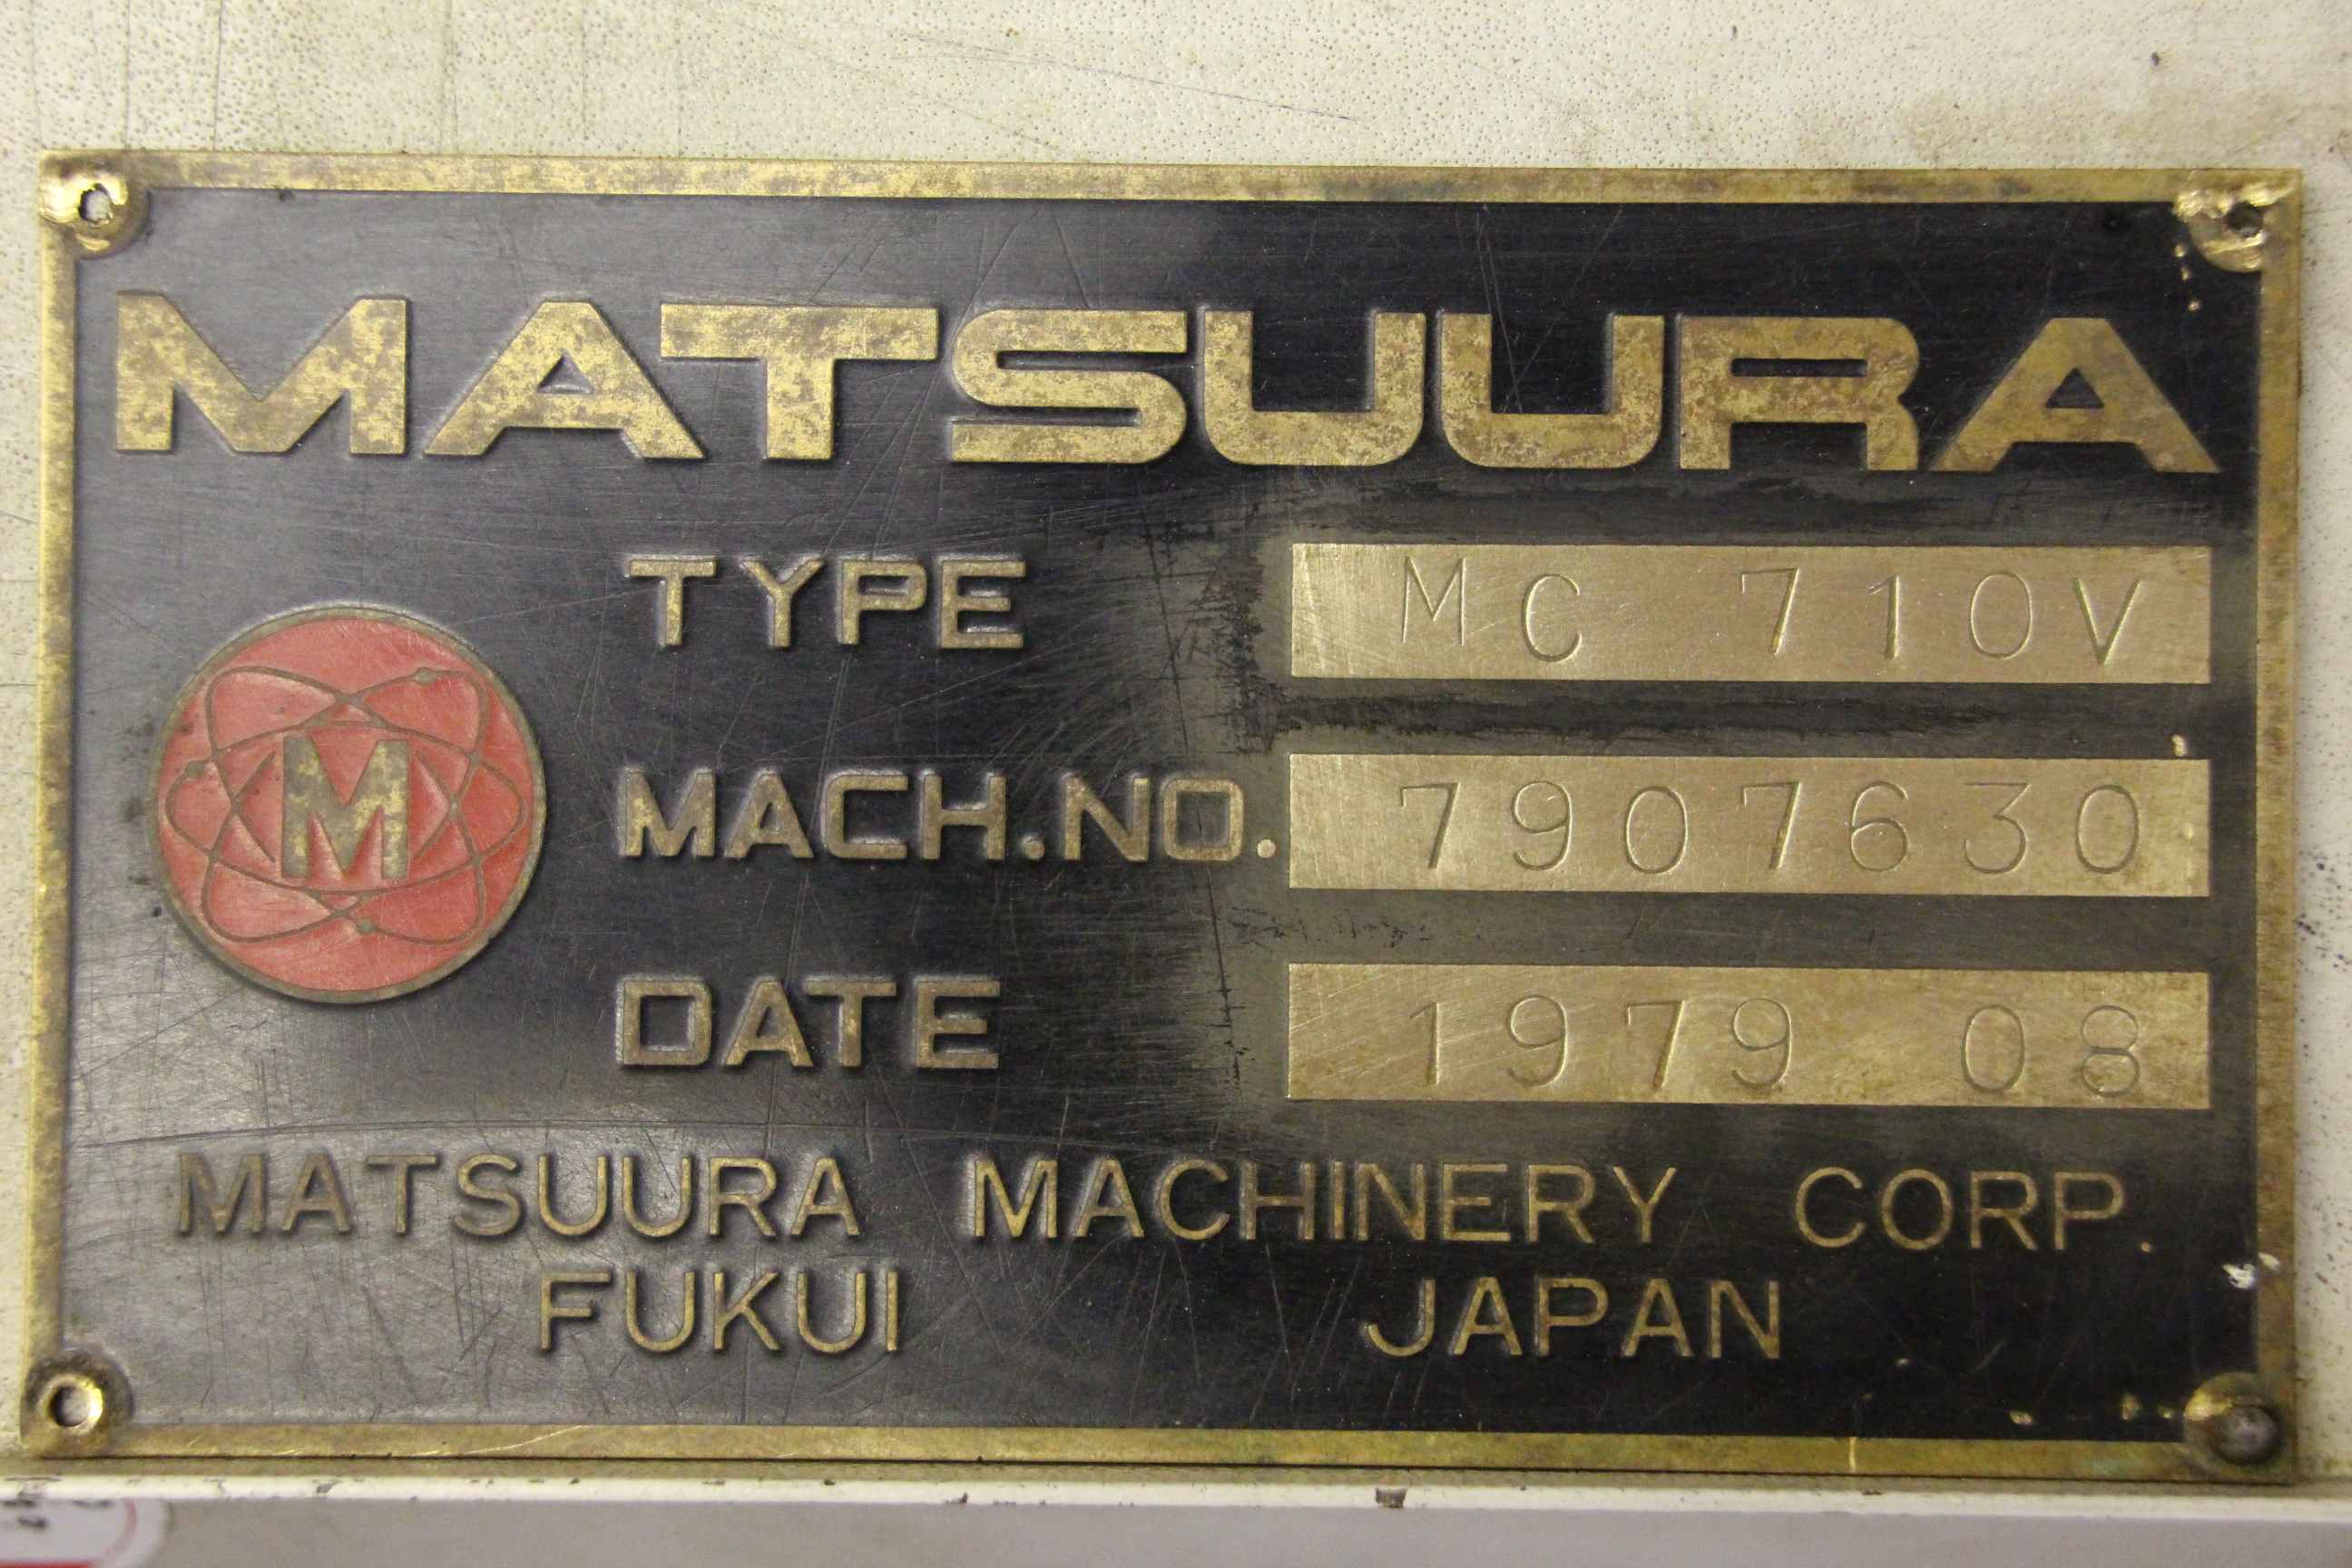 MATSUURA
TYPE MC 710V
M
MACH.NO. 7907630
DATE 1979 08
MATSUURA MACHINERY CORP.
FUKUI JAPAN